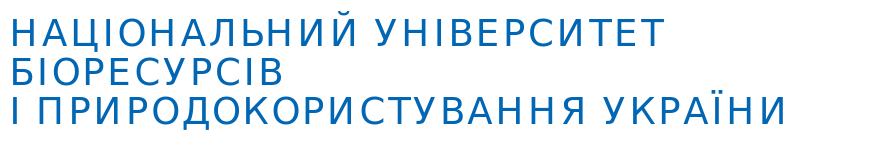 НАЦІОНАЛЬНИЙ УНІВЕРСИТЕТ
БІОРЕСУРСІВ
І ПРИРОДОКОРИСТУВАННЯ УКРАЇНИ